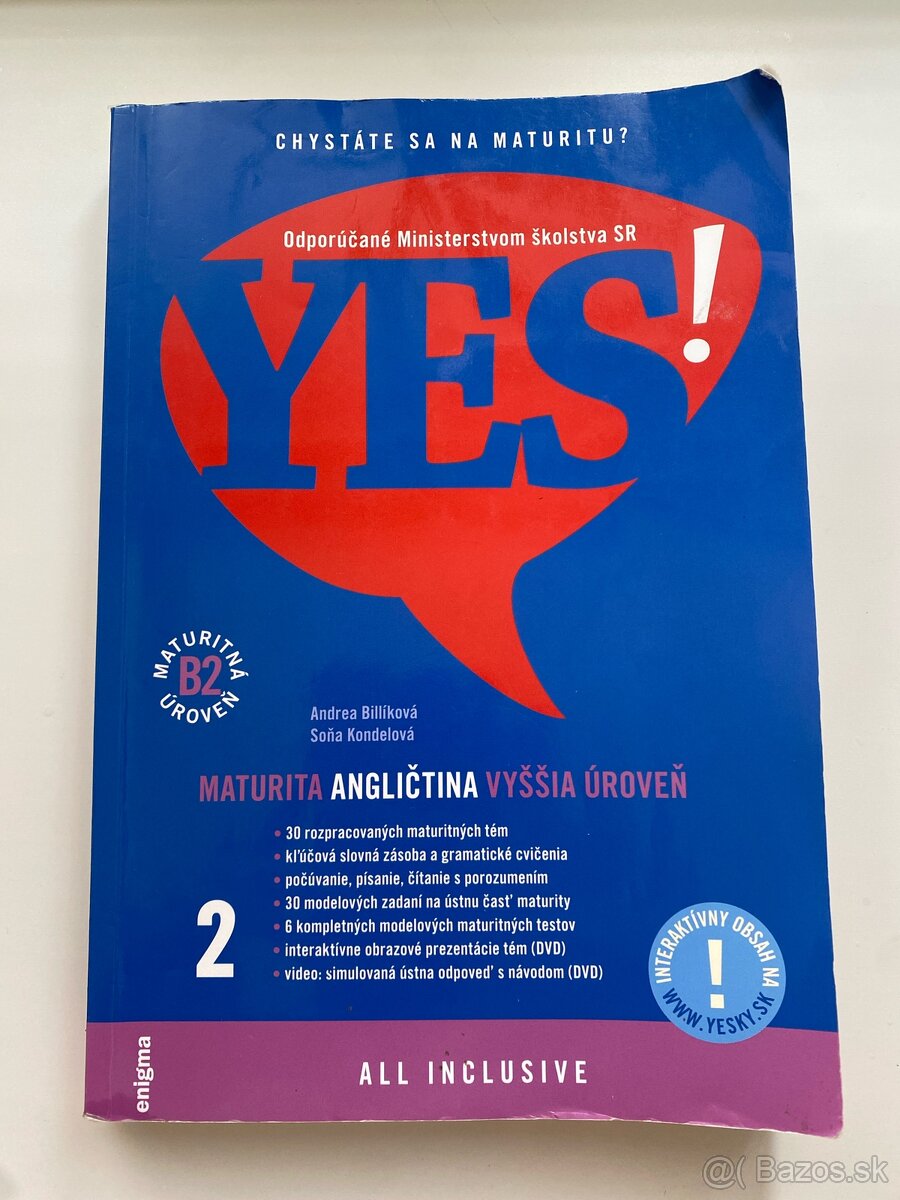 CHYSTÁTE SA NA MATURITU?
Odporúčané Ministerstvom školstva SR
YES!
MATURITNÁ
B2
ÚROVEŇ
Andrea Billíková
Soňa Kondelová
MATURITA ANGLIČTINA VYŠŠIA ÚROVEŇ
• 30 rozpracovaných maturitných tém
• kľúčová slovná zásoba a gramatické cvičenia
• počúvanie, písanie, čítanie s porozumením
• 30 modelových zadaní na ústnu časť maturity
• 6 kompletných modelových maturitných testov
• interaktívne obrazové prezentácie tém (DVD)
• video: simulovaná ústna odpoveď s návodom (DVD)
2
INTERAKTÍVNY OBSAH NA
!
WWW.YESKY.SK
enigma
ALL INCLUSIVE
@( Bazos.sk